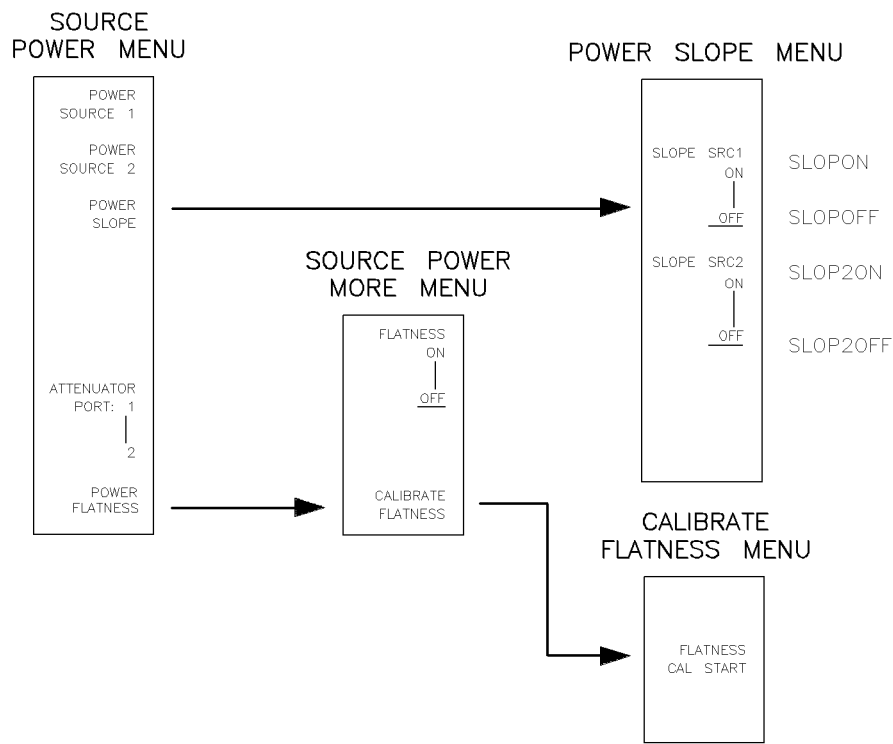 SOURCE
POWER MENU
POWER
SOURCE 1
POWER
SOURCE 2
POWER
SLOPE
ATTENUATOR
PORT: 1
2
POWER
FLATNESS
SOURCE POWER
MORE MENU
FLATNESS
ON
OFF
CALIBRATE
FLATNESS
POWER SLOPE MENU
SLOPE SRC1
ON
OFF
SLOPE SRC2
ON
OFF
SLOPON
SLOPOFF
SLOP2ON
SLOP2OFF
CALIBRATE
FLATNESS MENU
FLATNESS
CAL START